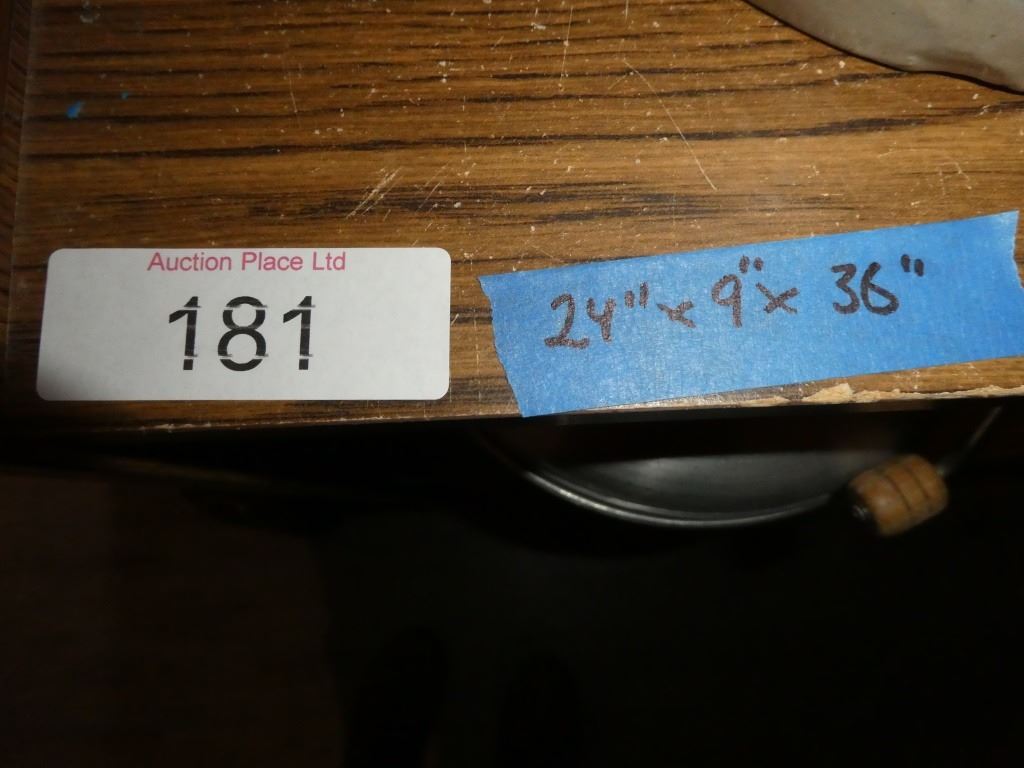 Auction Place Ltd
181
24" x 9" x 36"